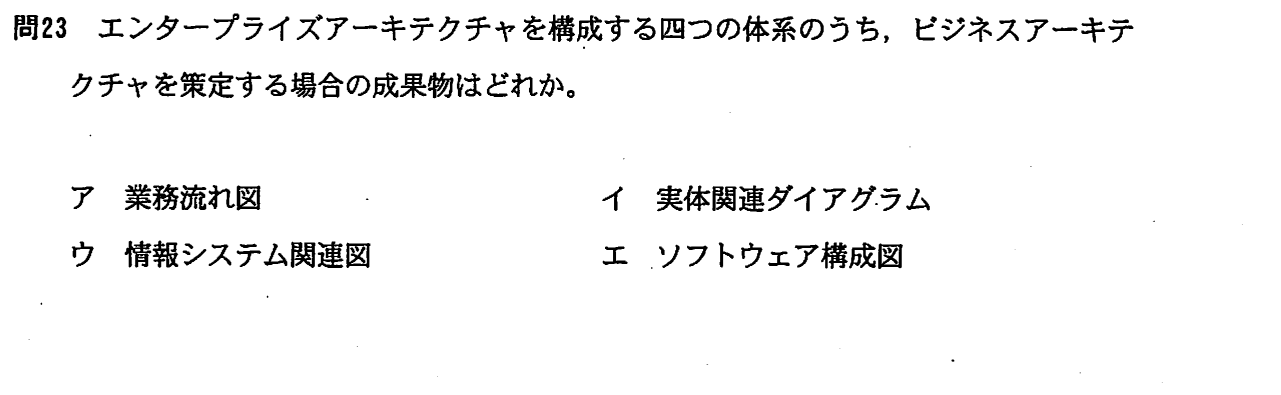 問23 エンタープライズアーキテクチャを構成する四つの体系のうち，ビジネスアーキテ
クチャを策定する場合の成果物はどれか。
ア 業務流れ図 イ 実体関連ダイアグラム
ウ 情報システム関連図 エ ソフトウェア構成図